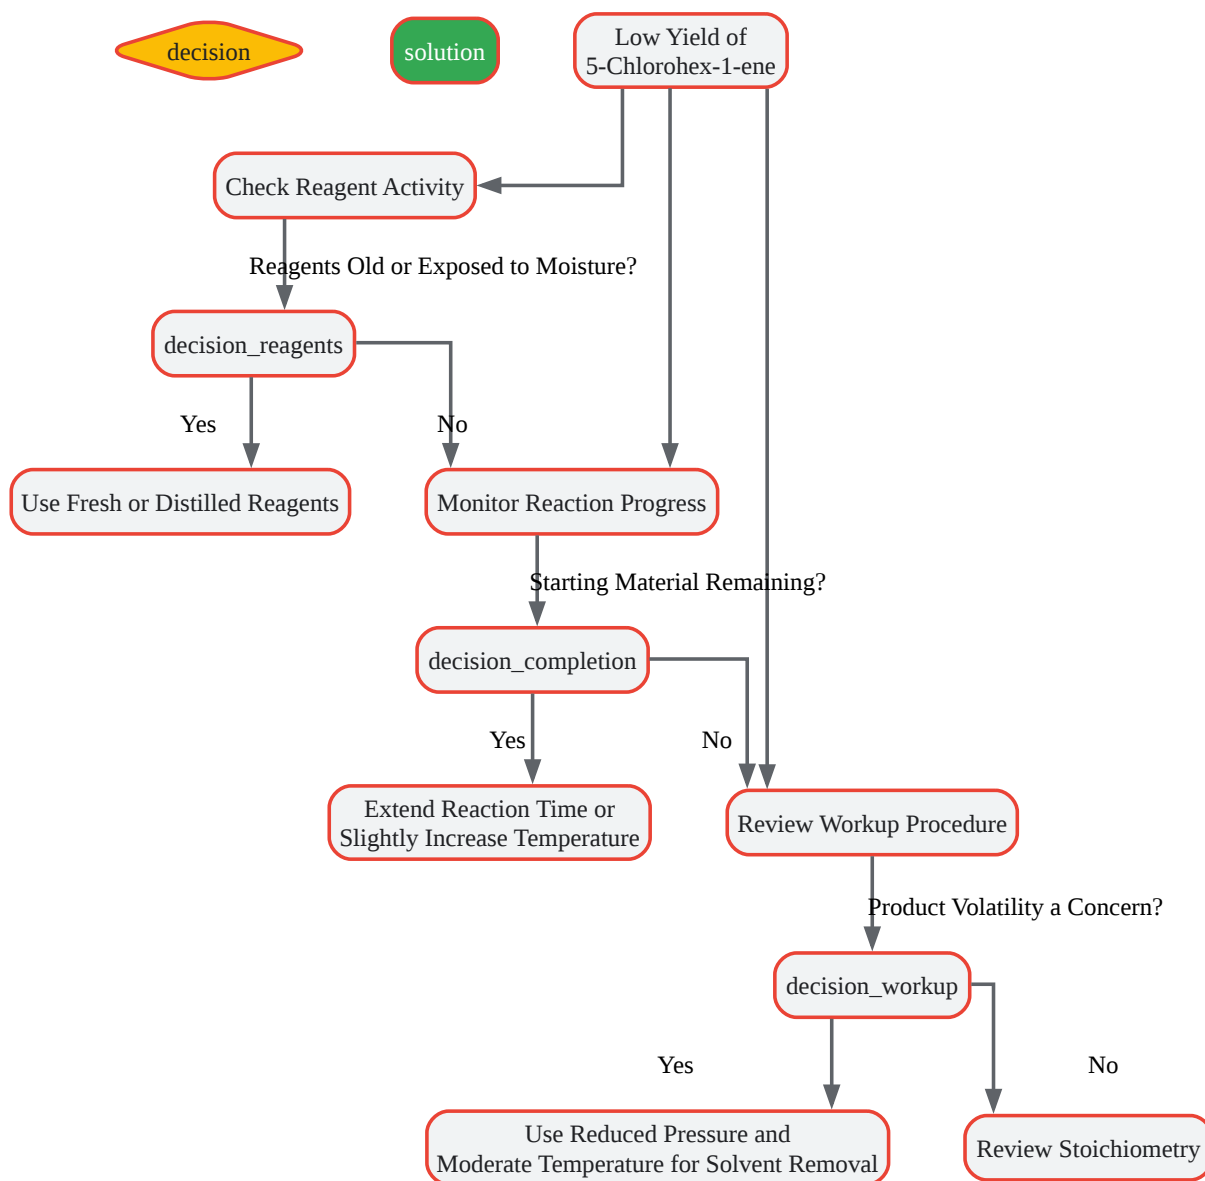 decision
solution
Low Yield of
5-Chlorohex-1-ene
Check Reagent Activity
Reagents Old or Exposed to Moisture?
decision_reagents
Yes
No
Use Fresh or Distilled Reagents
Monitor Reaction Progress
Starting Material Remaining?
decision_completion
Yes
No
Extend Reaction Time or
Slightly Increase Temperature
Review Workup Procedure
Product Volatility a Concern?
decision_workup
Yes
No
Use Reduced Pressure and
Moderate Temperature for Solvent Removal
Review Stoichiometry